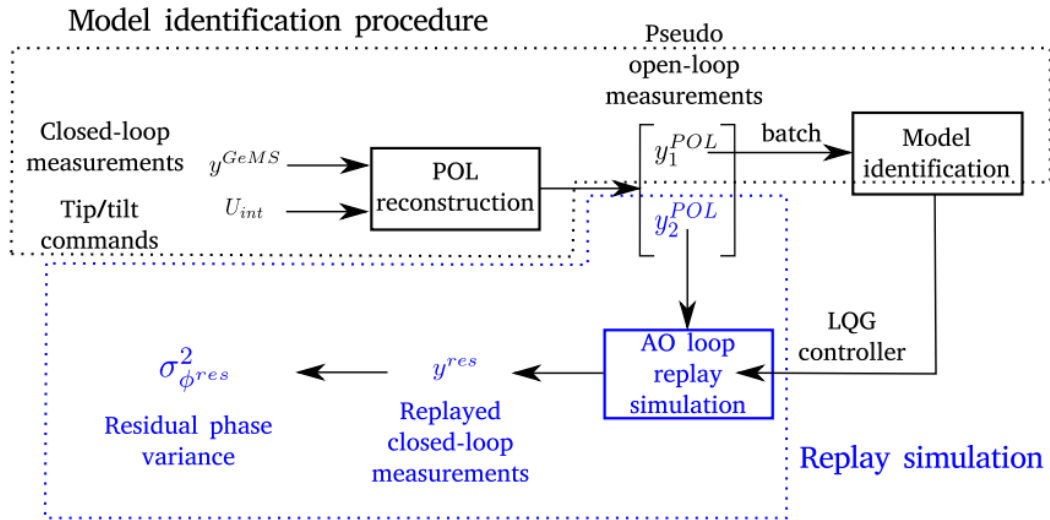 Model identification procedure
Pseudo
open-loop
measurements
Closed-loop
measurements
y^{GeMS}
Tip/tilt
commands
U_{int}
POL
reconstruction
y_1^{POL}
y_2^{POL}
batch
Model
identification
LQG
controller
AO loop
replay
simulation
y^{res}
Replayed
closed-loop
measurements
σ²_{ϕ^{res}}
Residual phase
variance
Replay simulation